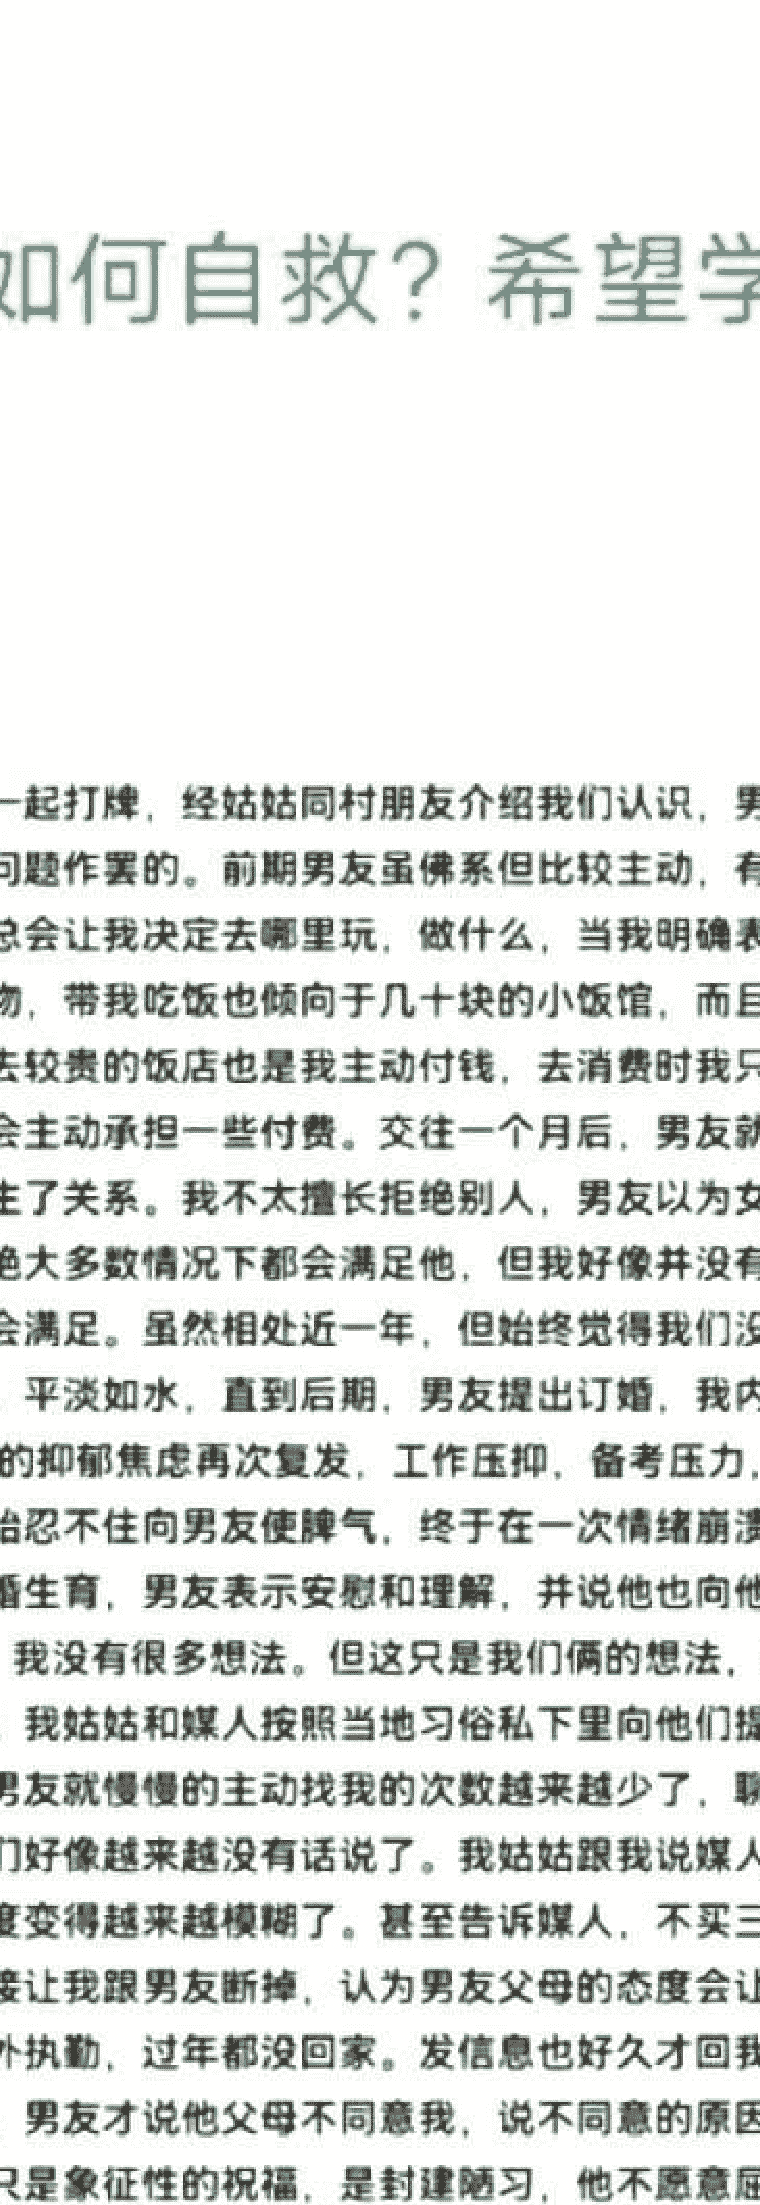 如何自救？希望学
一起打牌，经姑姑同村朋友介绍我们认识，男
问题作罢的。前期男友虽佛系但比较主动，有
总会让我决定去哪里玩，做什么，当我明确表
物，带我吃饭也倾向于几十块的小饭馆，而且
去较贵的饭店也是我主动付钱，去消费时我只
会主动承担一些付费。交往一个月后，男友就
生了关系。我不太擅长拒绝别人，男友以为女
绝大多数情况下都会满足他，但我好像并没有
会满足。虽然相处近一年，但始终觉得我们没
，平淡如水，直到后期，男友提出订婚，我内
的抑郁焦虑再次复发，工作压抑，备考压力，
始忍不住向男友使脾气，终于在一次情绪崩溃
婚生育，男友表示安慰和理解，并说他也向他
我没有很多想法。但这只是我们俩的想法，
，我姑姑和媒人按照当地习俗私下里向他们提
男友就慢慢的主动找我的次数越来越少了，聊
们好像越来越没有话说了。我姑姑跟我说媒人
度变得越来越模糊了。甚至告诉媒人，不买三
接让我跟男友断掉，认为男友父母的态度会让
外执勤，过年都没回家。发信息也好久才回我
，男友才说他父母不同意我，说不同意的原因
只是象征性的祝福，是封建陋习，他不愿意屈